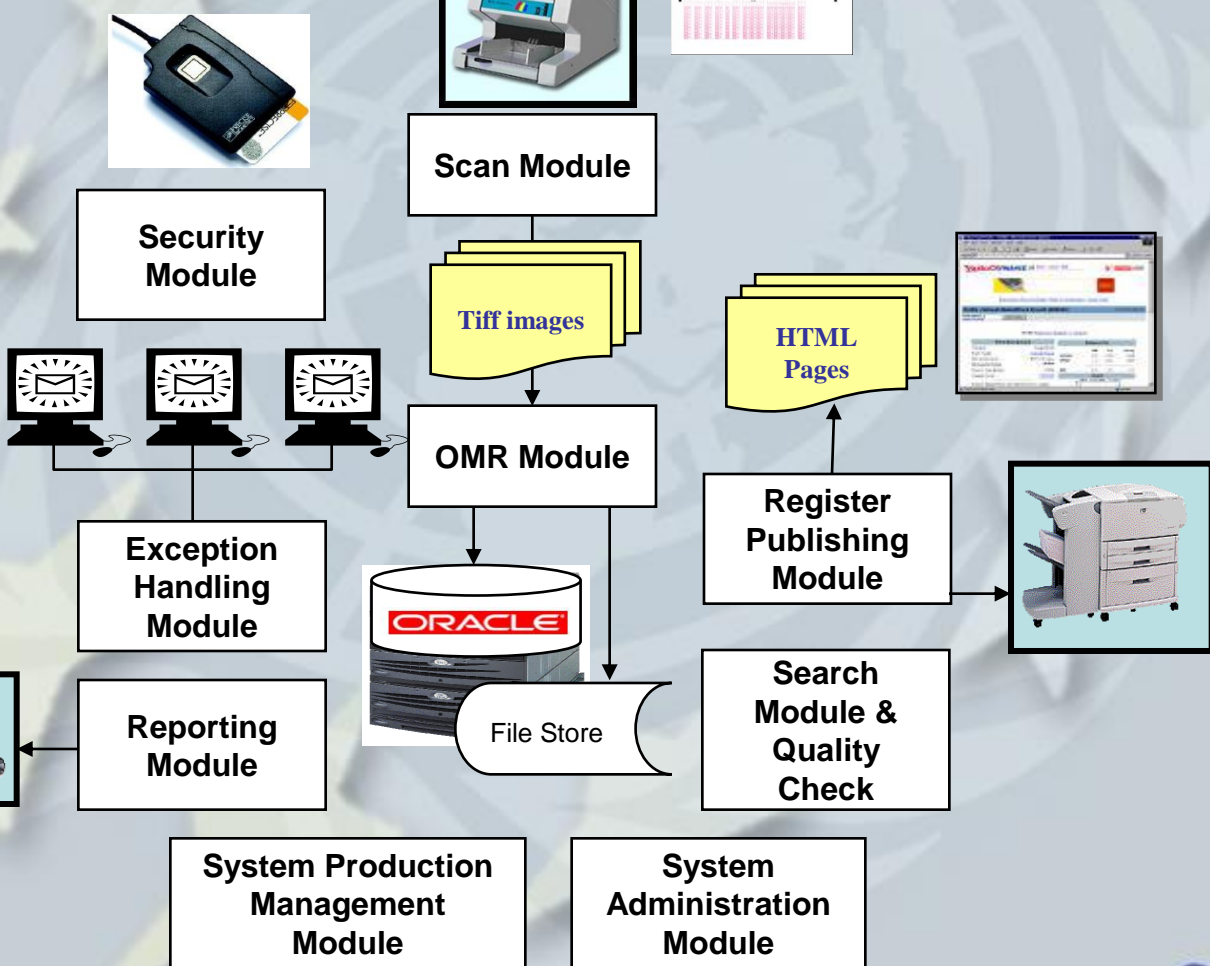 Scan Module
Security
Module
Tiff images
HTML
Pages
OMR Module
Register
Publishing
Module
Exception
Handling
Module
ORACLE
Search
Module &
Quality
Check
File Store
Reporting
Module
System Production
Management
Module
System
Administration
Module